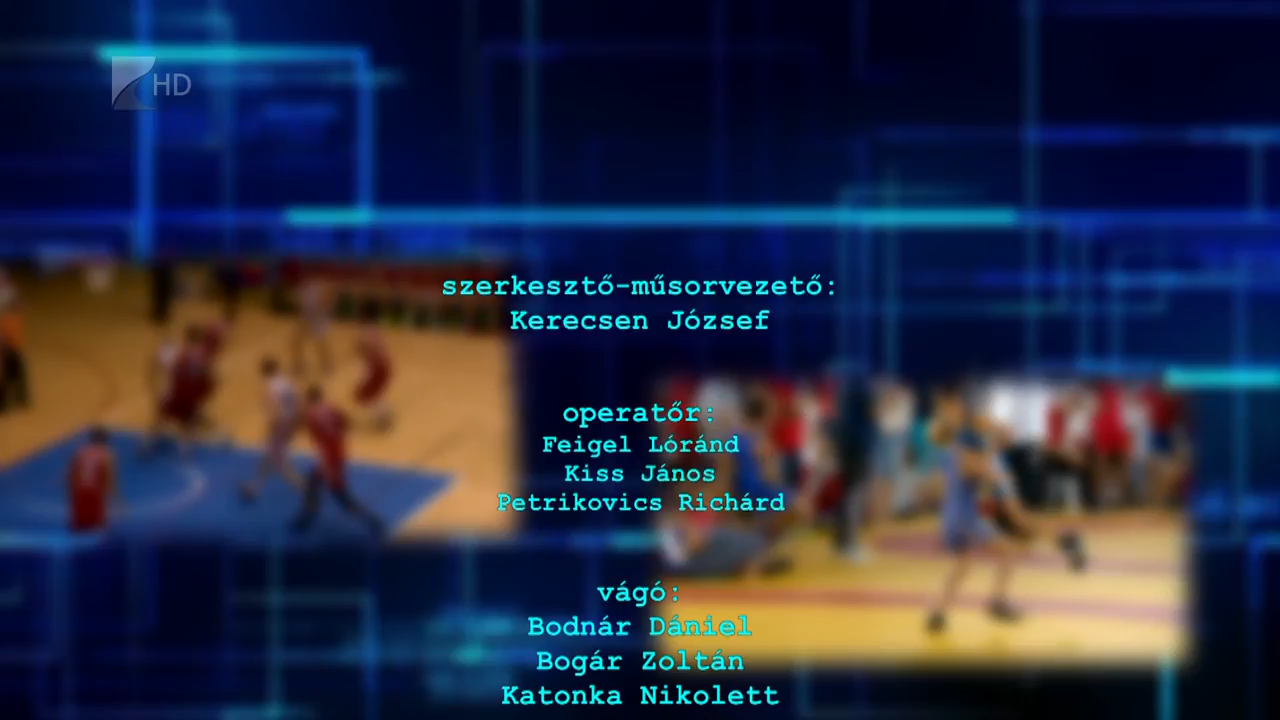 HD
szerkesztő-műsorvezető:
Kerecsen József
operatőr:
Feigel Lóránd
Kiss János
Petrikovics Richárd
vágó:
Bodnár Dániel
Bogár Zoltán
Katonka Nikolett